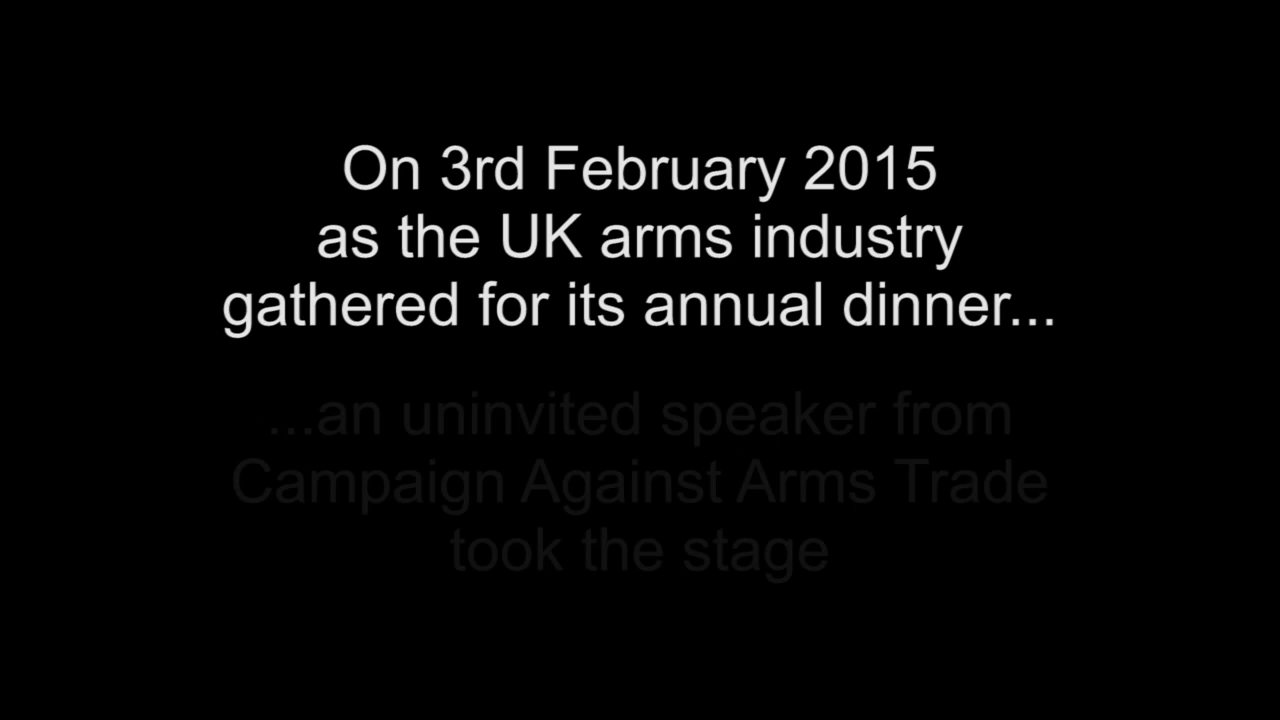 On 3rd February 2015
as the UK arms industry
gathered for its annual dinner...
...an uninvited speaker from
Campaign Against Arms Trade
took the stage